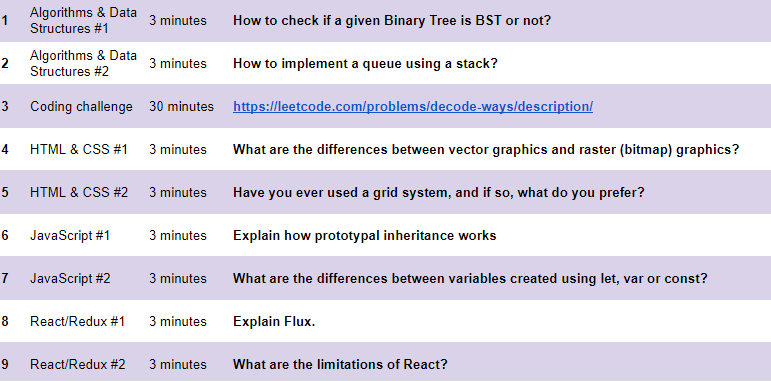 1 Algorithms & Data Structures #1 3 minutes How to check if a given Binary Tree is BST or not?
2 Algorithms & Data Structures #2 3 minutes How to implement a queue using a stack?
3 Coding challenge 30 minutes https://leetcode.com/problems/decode-ways/description/
4 HTML & CSS #1 3 minutes What are the differences between vector graphics and raster (bitmap) graphics?
5 HTML & CSS #2 3 minutes Have you ever used a grid system, and if so, what do you prefer?
6 JavaScript #1 3 minutes Explain how prototypal inheritance works
7 JavaScript #2 3 minutes What are the differences between variables created using let, var or const?
8 React/Redux #1 3 minutes Explain Flux.
9 React/Redux #2 3 minutes What are the limitations of React?